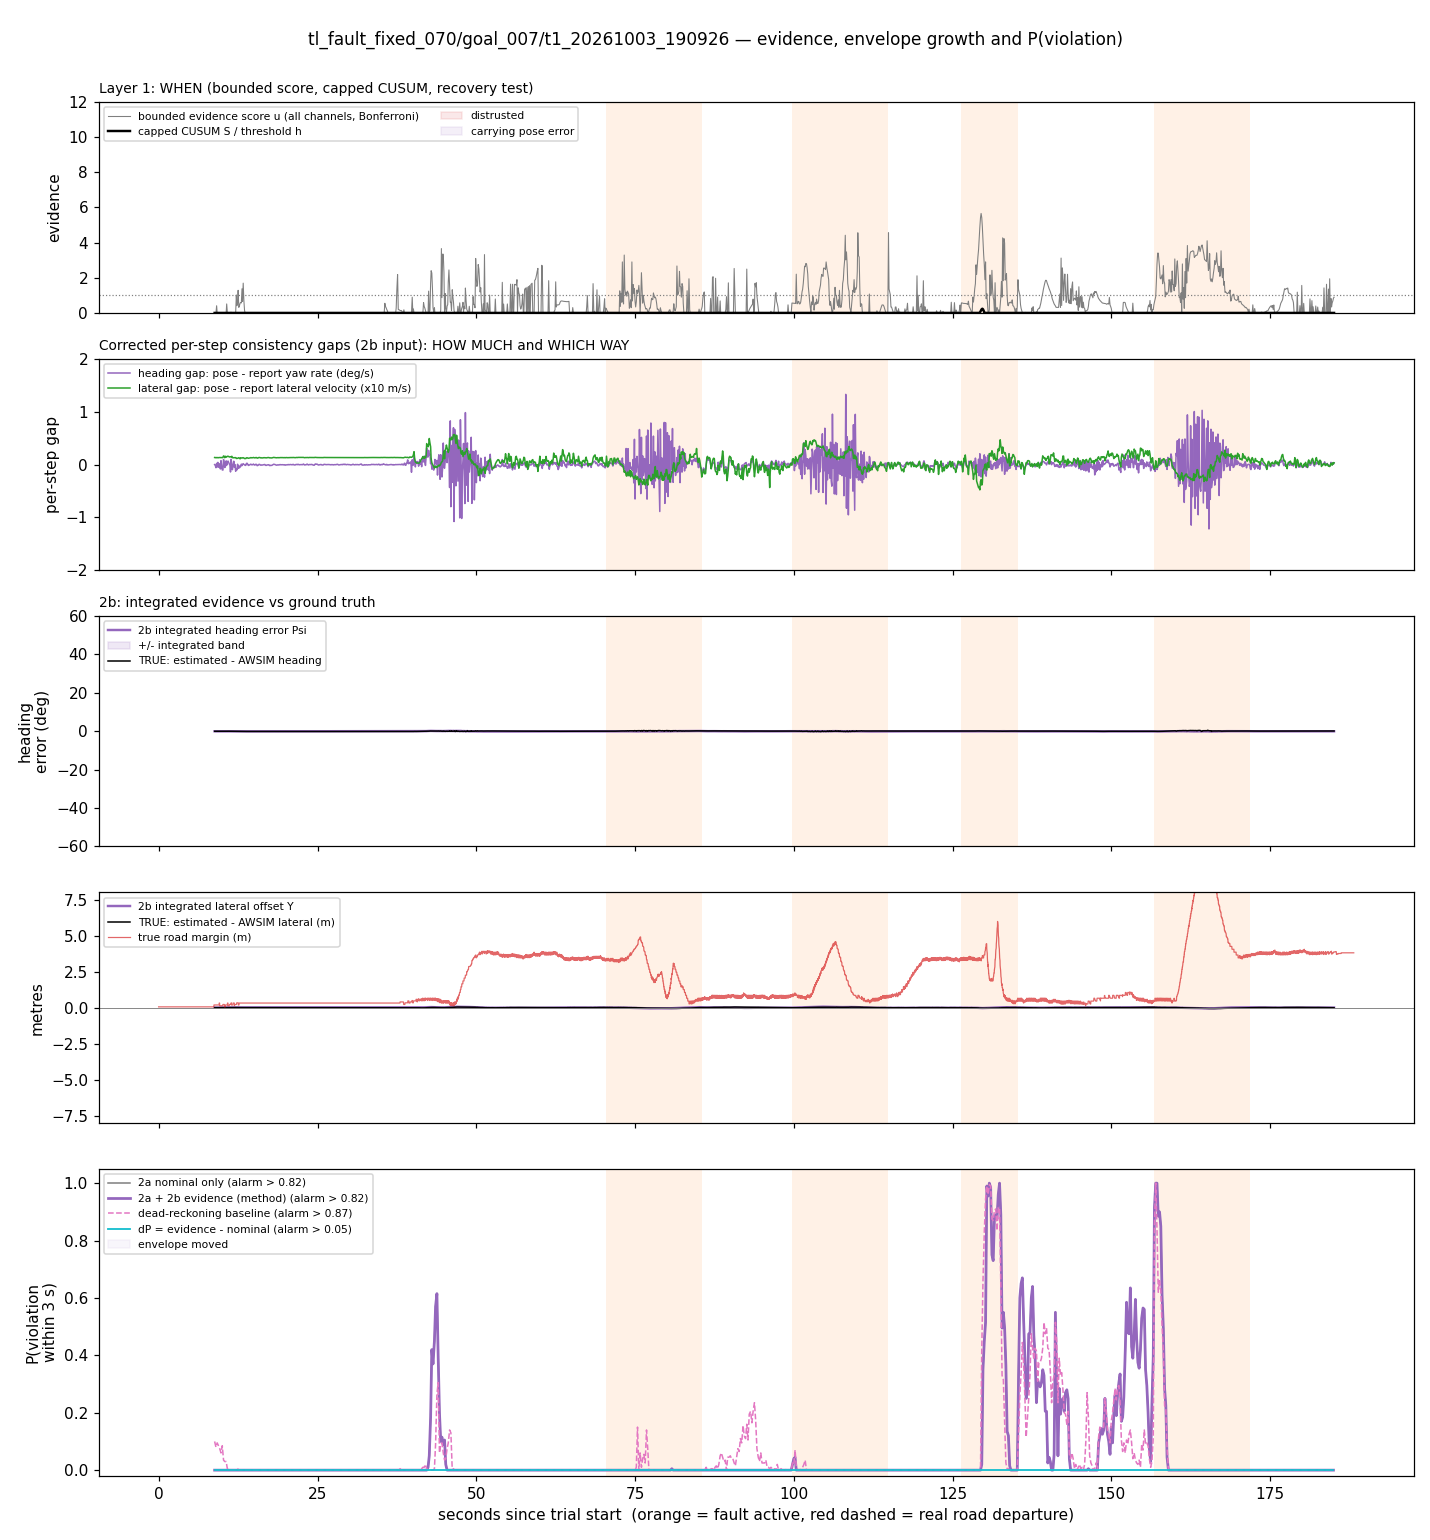 tl_fault_fixed_070/goal_007/t1_20261003_190926 — evidence, envelope growth and P(violation)
Layer 1: WHEN (bounded score, capped CUSUM, recovery test)
bounded evidence score u (all channels, Bonferroni)
capped CUSUM S / threshold h
distrusted
carrying pose error
evidence
12
10
8
6
4
2
0
Corrected per-step consistency gaps (2b input): HOW MUCH and WHICH WAY
heading gap: pose - report yaw rate (deg/s)
lateral gap: pose - report lateral velocity (x10 m/s)
per-step gap
2
1
0
−1
−2
2b: integrated evidence vs ground truth
2b integrated heading error Psi
+/- integrated band
TRUE: estimated - AWSIM heading
heading
error (deg)
60
40
20
0
−20
−40
−60
2b integrated lateral offset Y
TRUE: estimated - AWSIM lateral (m)
true road margin (m)
metres
7.5
5.0
2.5
0.0
−2.5
−5.0
−7.5
2a nominal only (alarm > 0.82)
2a + 2b evidence (method) (alarm > 0.82)
dead-reckoning baseline (alarm > 0.87)
dP = evidence - nominal (alarm > 0.05)
envelope moved
P(violation
within 3 s)
1.0
0.8
0.6
0.4
0.2
0.0
0
25
50
75
100
125
150
175
seconds since trial start  (orange = fault active, red dashed = real road departure)